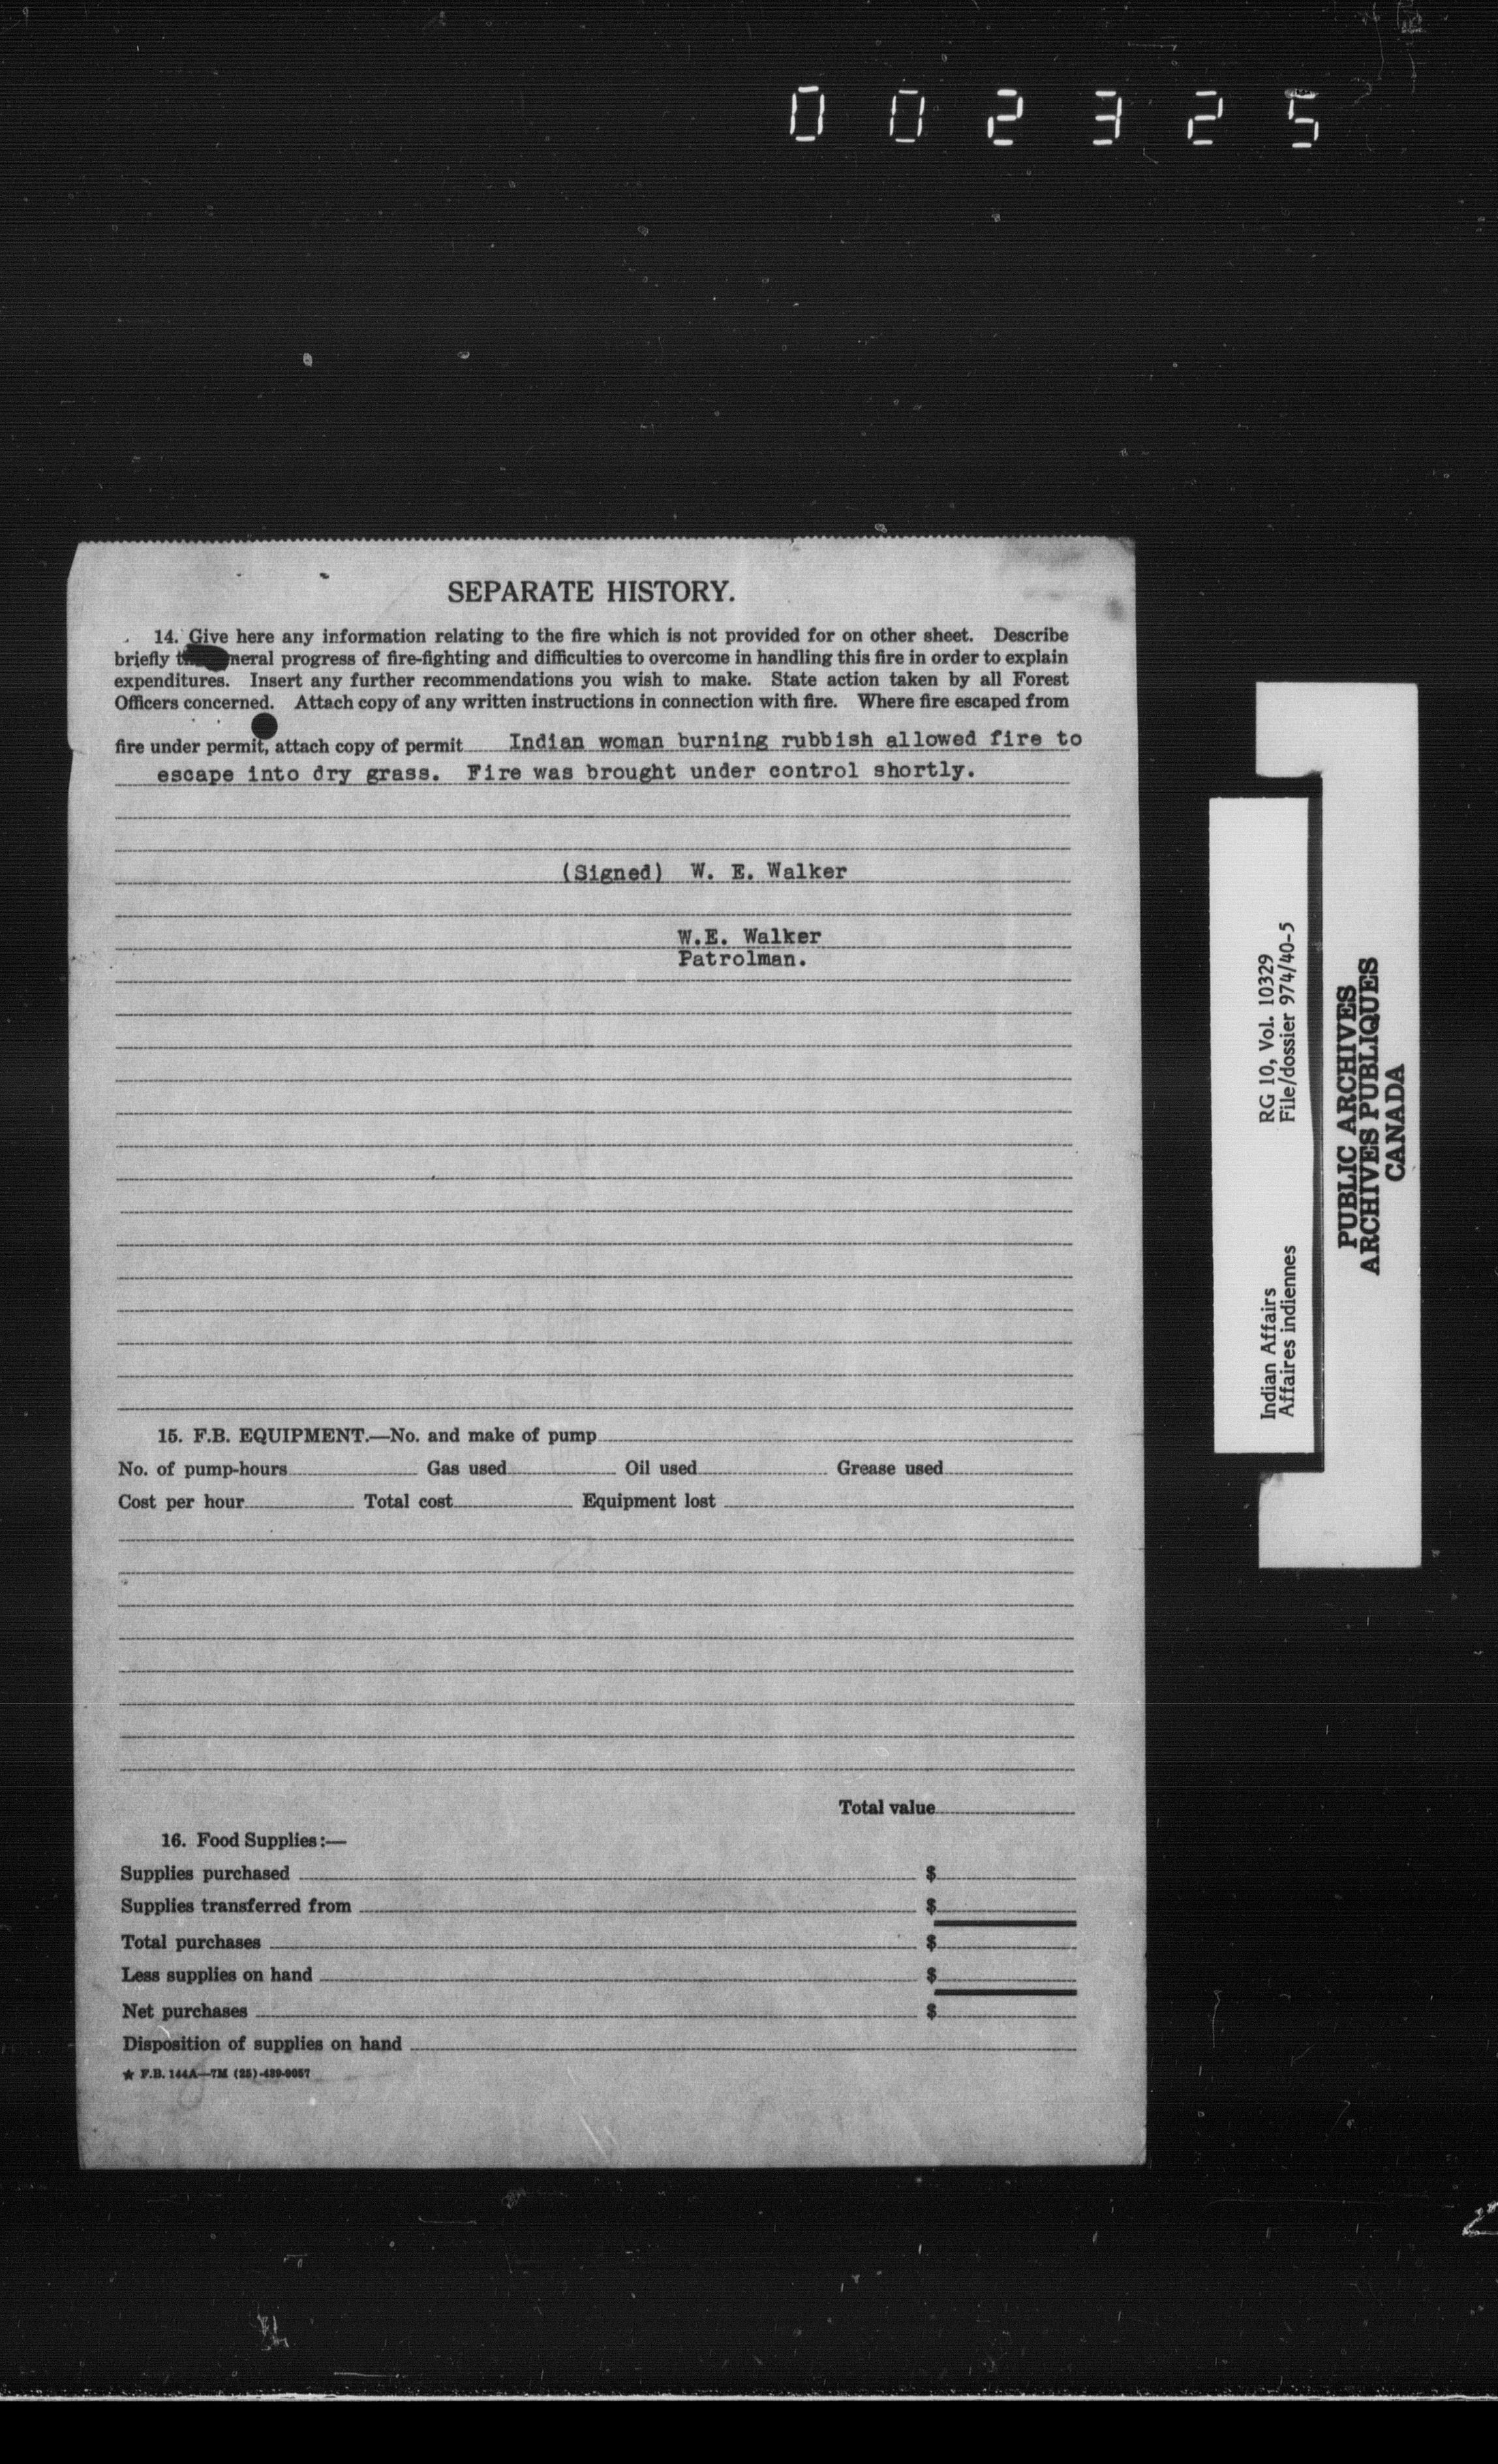 002325
SEPARATE HISTORY.
14. Give here any information relating to the fire which is not provided for on other sheet. Describe
briefly neral progress of fire-fighting and difficulties to overcome in handling this fire in order to explain
expenditures. Insert any further recommendations you wish to make. State action taken by all Forest
Officers concerned. Attach copy of any written instructions in connection with fire. Where fire escaped from
fire under permit, attach copy of permit Indian woman burning rubbish allowed fire to
escape into dry grass. Fire was brought under control shortly.
(Signed) W. E. Walker
W.E. Walker
Patrolman.
15. F.B. EQUIPMENT.—No. and make of pump
No. of pump-hours Gas used Oil used Grease used
Cost per hour Total cost Equipment lost
Total value
16. Food Supplies:—
Supplies purchased $
Supplies transferred from $
Total purchases $
Less supplies on hand $
Net purchases $
Disposition of supplies on hand
★ F.B. 144A—7M (25)-489-9057
Indian Affairs RG 10, Vol. 10329
Affaires indiennes File/dossier 974/40-5
PUBLIC ARCHIVES
ARCHIVES PUBLIQUES
CANADA